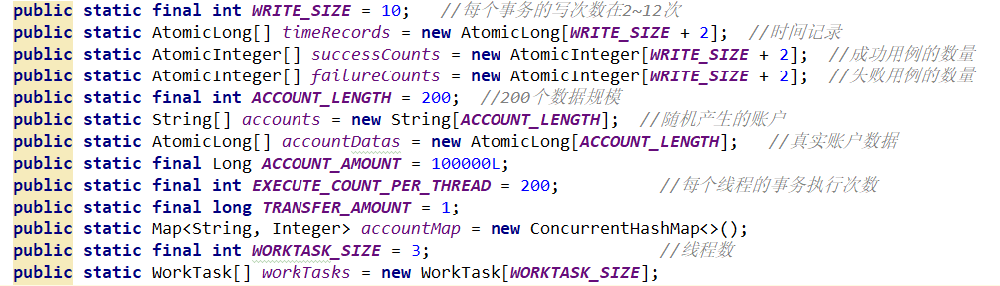 public static final int WRITE_SIZE = 10;   //每个事务的写次数在2~12次
public static AtomicLong[] timeRecords = new AtomicLong[WRITE_SIZE + 2];  //时间记录
public static AtomicInteger[] successCounts = new AtomicInteger[WRITE_SIZE + 2];  //成功用例的数量
public static AtomicInteger[] failureCounts = new AtomicInteger[WRITE_SIZE + 2];  //失败用例的数量
public static final int ACCOUNT_LENGTH = 200;  //200个数据规模
public static String[] accounts = new String[ACCOUNT_LENGTH];  //随机产生的账户
public static AtomicLong[] accountDatas = new AtomicLong[ACCOUNT_LENGTH];   //真实账户数据
public static final Long ACCOUNT_AMOUNT = 100000L;
public static final int EXECUTE_COUNT_PER_THREAD = 200;         //每个线程的事务执行次数
public static final long TRANSFER_AMOUNT = 1;
public static Map<String, Integer> accountMap = new ConcurrentHashMap<>();
public static final int WORKTASK_SIZE = 3;                      //线程数
public static WorkTask[] workTasks = new WorkTask[WORKTASK_SIZE];